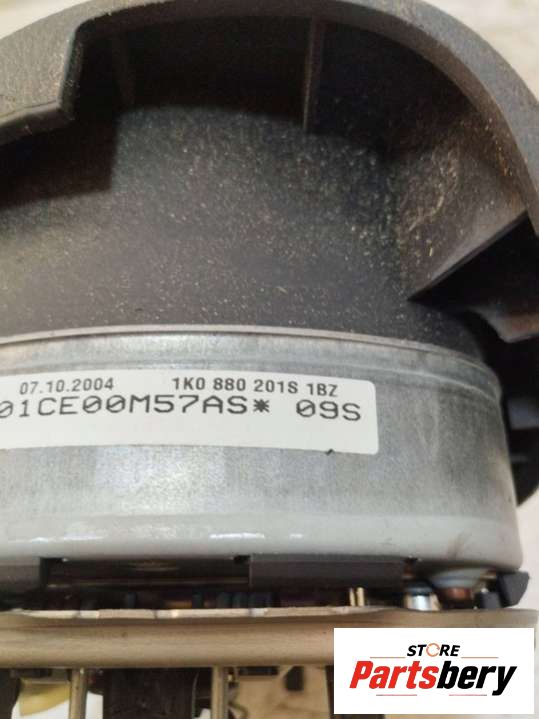 07.10.2004 1K0 880 201S 1BZ
01CE00M57AS* 09S
STORE
Partsbery